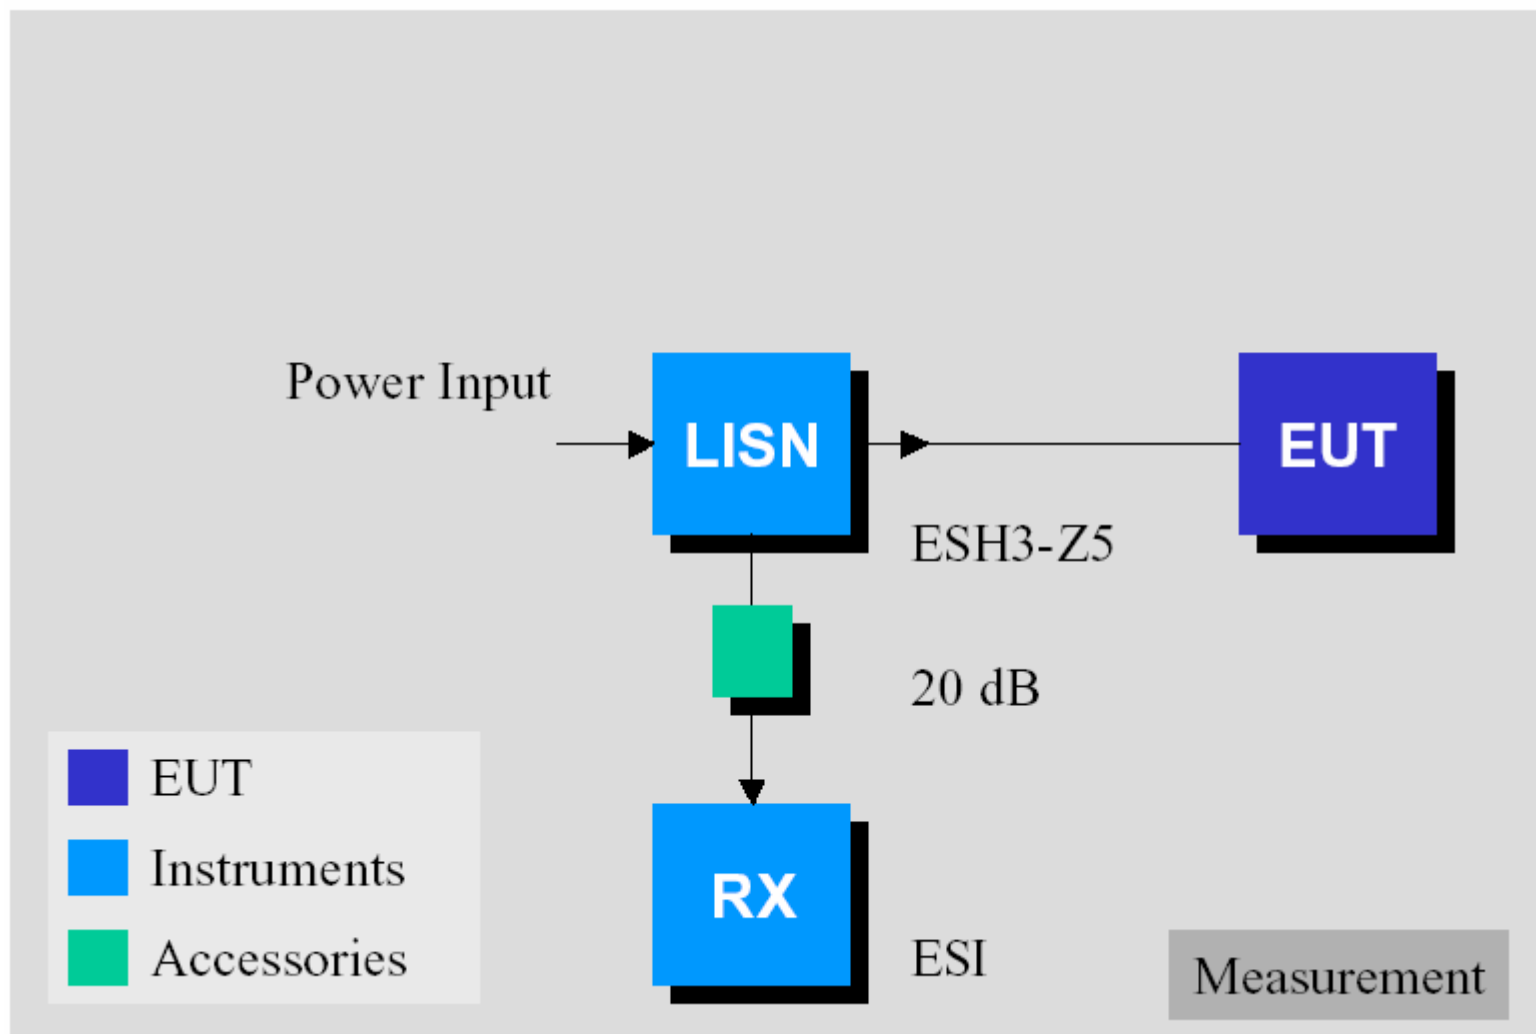 Power Input
LISN
EUT
ESH3-Z5
20 dB
EUT
Instruments
Accessories
RX
ESI
Measurement